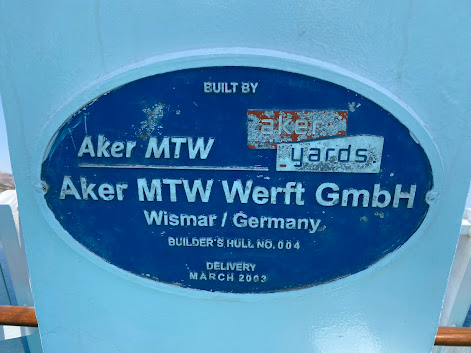 BUILT BY
aker
Aker MTW
yards
Aker MTW Werft GmbH
Wismar / Germany
BUILDER'S HULL NO. 004
DELIVERY
MARCH 2003